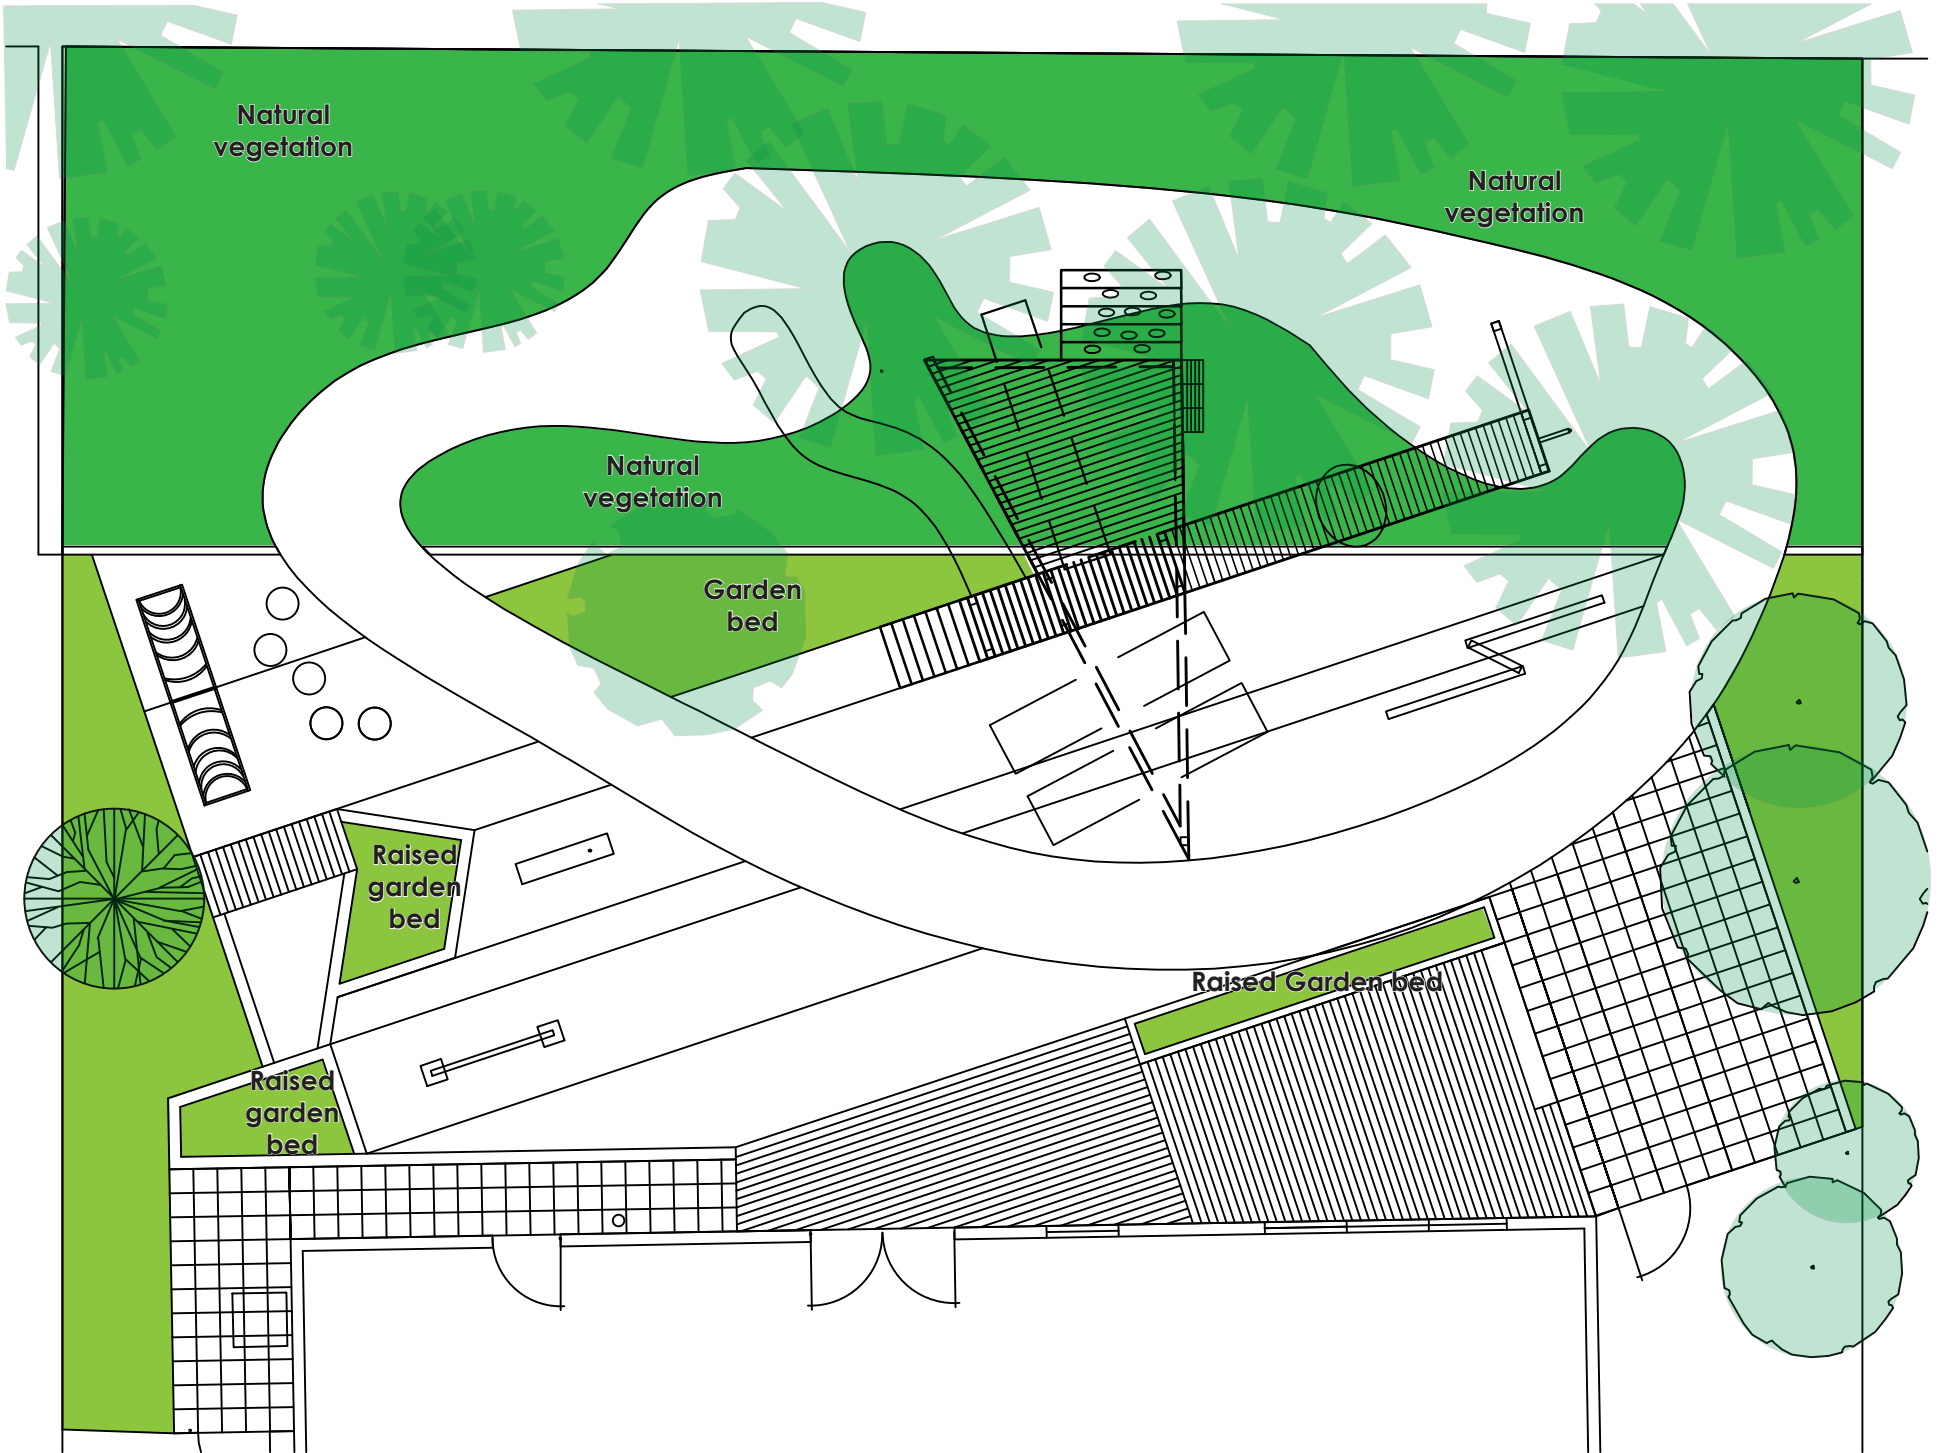 Natural
vegetation
Natural
vegetation
Natural
vegetation
Garden
bed
Raised
garden
bed
Raised Garden bed
Raised
garden
bed